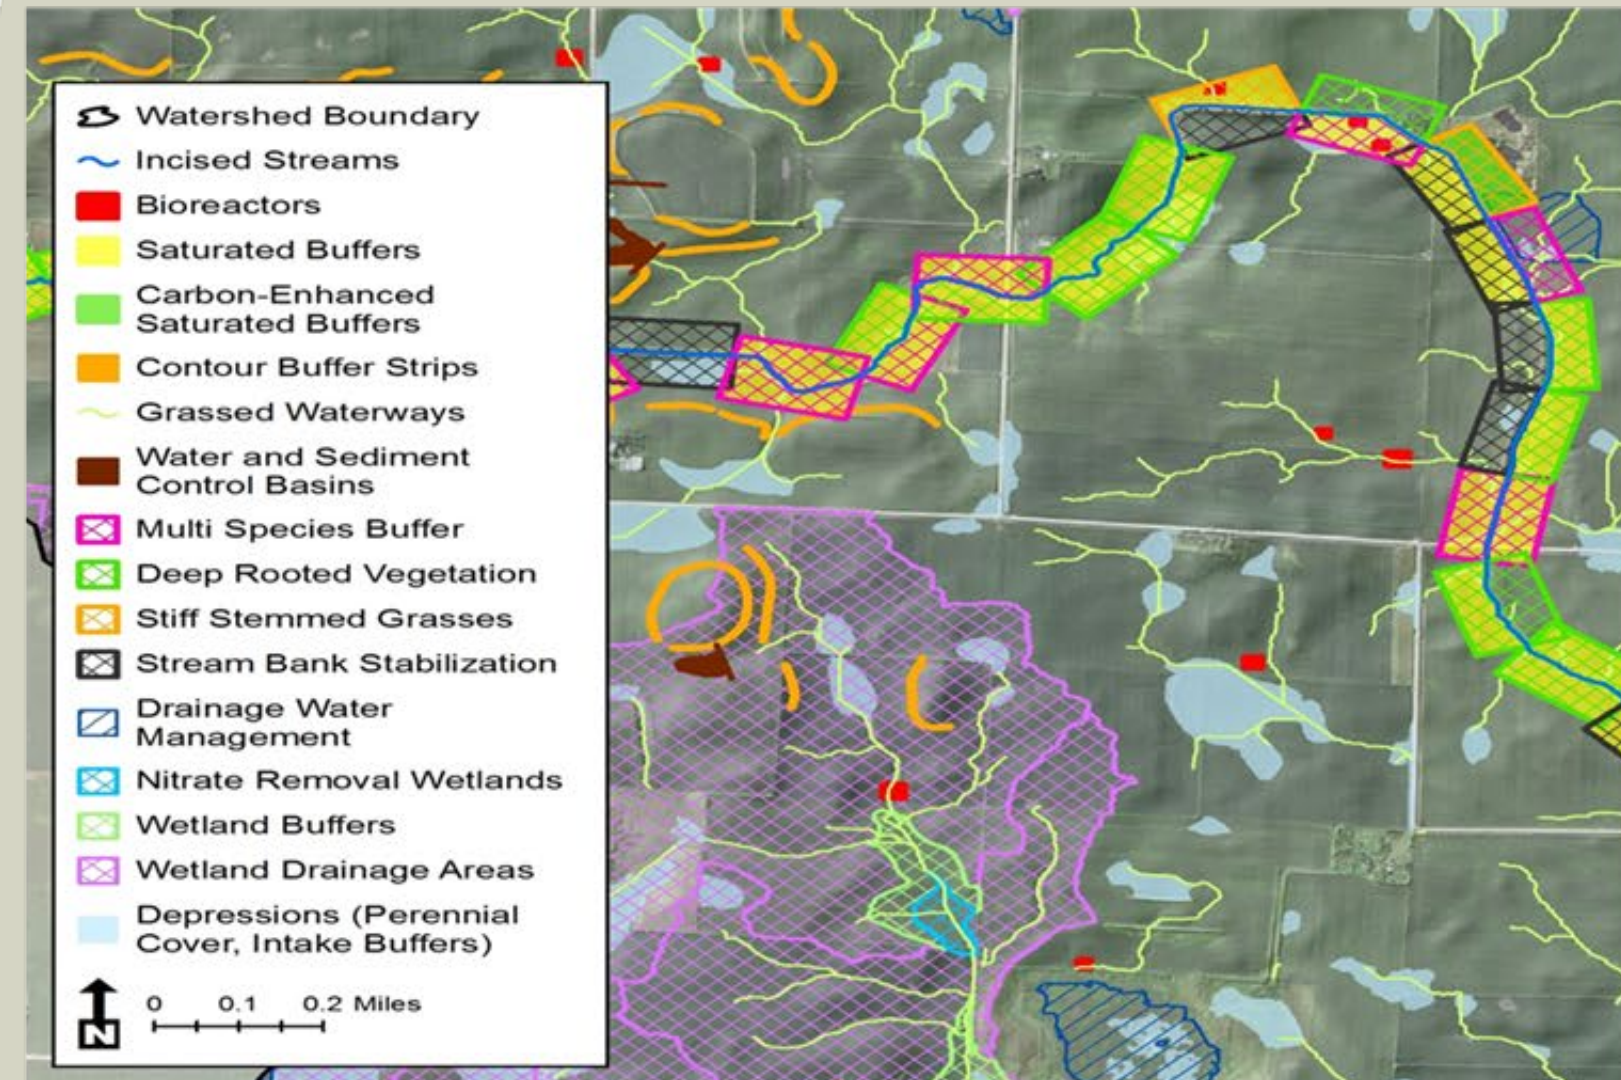 Watershed Boundary
Incised Streams
Bioreactors
Saturated Buffers
Carbon-Enhanced
Saturated Buffers
Contour Buffer Strips
Grassed Waterways
Water and Sediment
Control Basins
Multi Species Buffer
Deep Rooted Vegetation
Stiff Stemmed Grasses
Stream Bank Stabilization
Drainage Water
Management
Nitrate Removal Wetlands
Wetland Buffers
Wetland Drainage Areas
Depressions (Perennial
Cover, Intake Buffers)
0 0.1 0.2 Miles
N